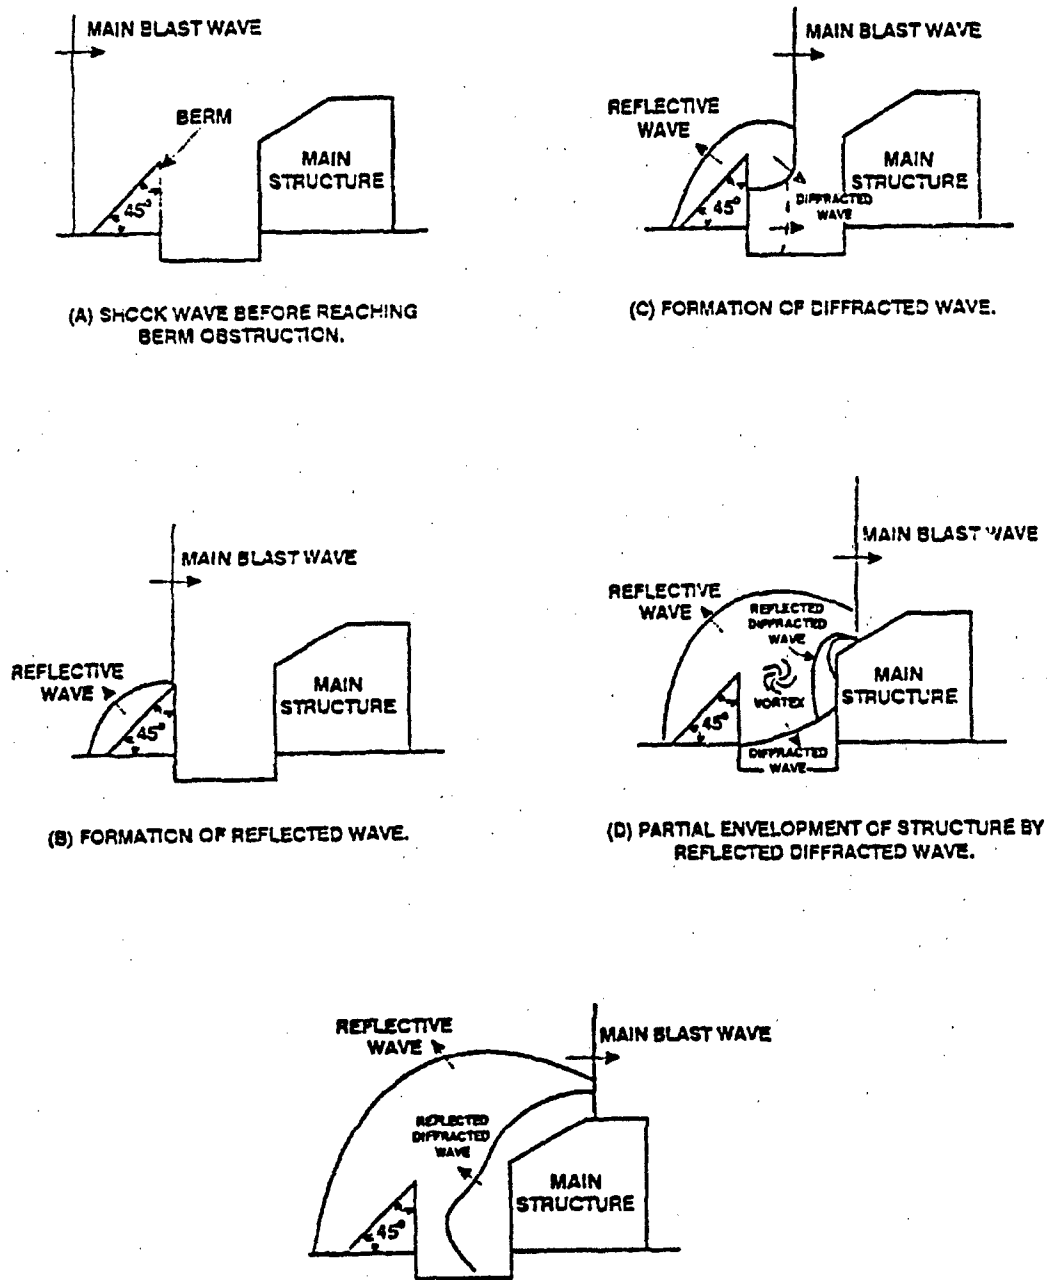 MAIN BLAST WAVE
BERM
MAIN
STRUCTURE
45°
(A) SHOCK WAVE BEFORE REACHING
BERM OBSTRUCTION.
MAIN BLAST WAVE
REFLECTIVE
WAVE
MAIN
STRUCTURE
45°
DIFFRACTED
WAVE
(C) FORMATION OF DIFFRACTED WAVE.
MAIN BLAST WAVE
REFLECTIVE
WAVE
MAIN
STRUCTURE
45°
(B) FORMATION OF REFLECTED WAVE.
MAIN BLAST WAVE
REFLECTIVE
WAVE
REFLECTED
DIFFRACTED
WAVE
MAIN
STRUCTURE
VORTEX
45°
DIFFRACTED
WAVE
(D) PARTIAL ENVELOPMENT OF STRUCTURE BY
REFLECTED DIFFRACTED WAVE.
REFLECTIVE
WAVE
MAIN BLAST WAVE
REFLECTED
DIFFRACTED
WAVE
MAIN
STRUCTURE
45°